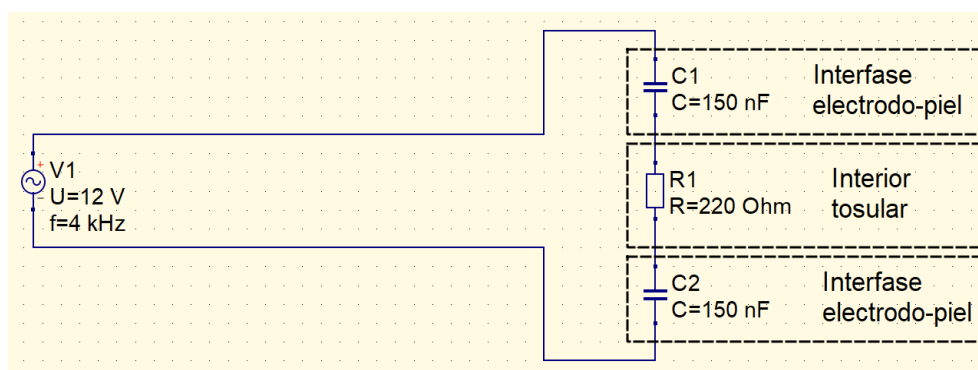 C1
C=150 nF
Interfase
electrodo-piel
V1
U=12 V
f=4 kHz
R1
R=220 Ohm
Interior
tosular
C2
C=150 nF
Interfase
electrodo-piel